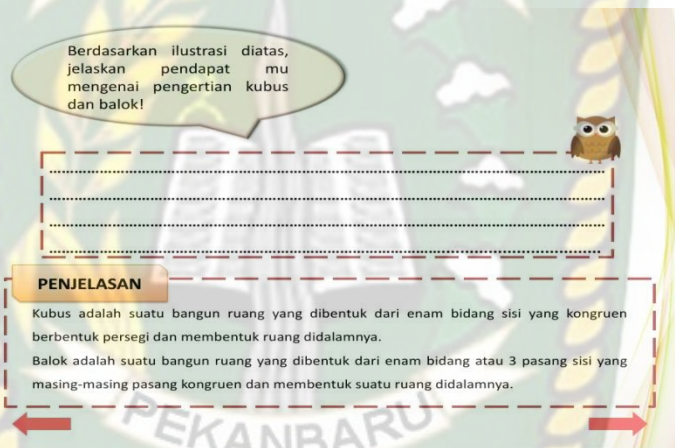 Berdasarkan ilustrasi diatas,
jelaskan pendapat mu
mengenai pengertian kubus
dan balok!
PENJELASAN
Kubus adalah suatu bangun ruang yang dibentuk dari enam bidang sisi yang kongruen
berbentuk persegi dan membentuk ruang didalamnya.
Balok adalah suatu bangun ruang yang dibentuk dari enam bidang atau 3 pasang sisi yang
masing-masing pasang kongruen dan membentuk suatu ruang didalamnya.
PEKANBARU